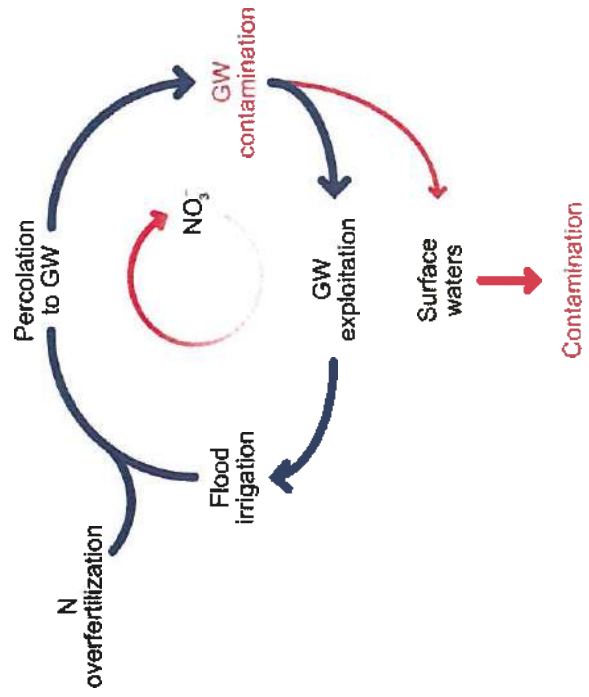 N
overfertilization
Percolation
to GW
Flood
irrigation
NO₃⁻
GW
contamination
GW
exploitation
Surface
waters
Contamination